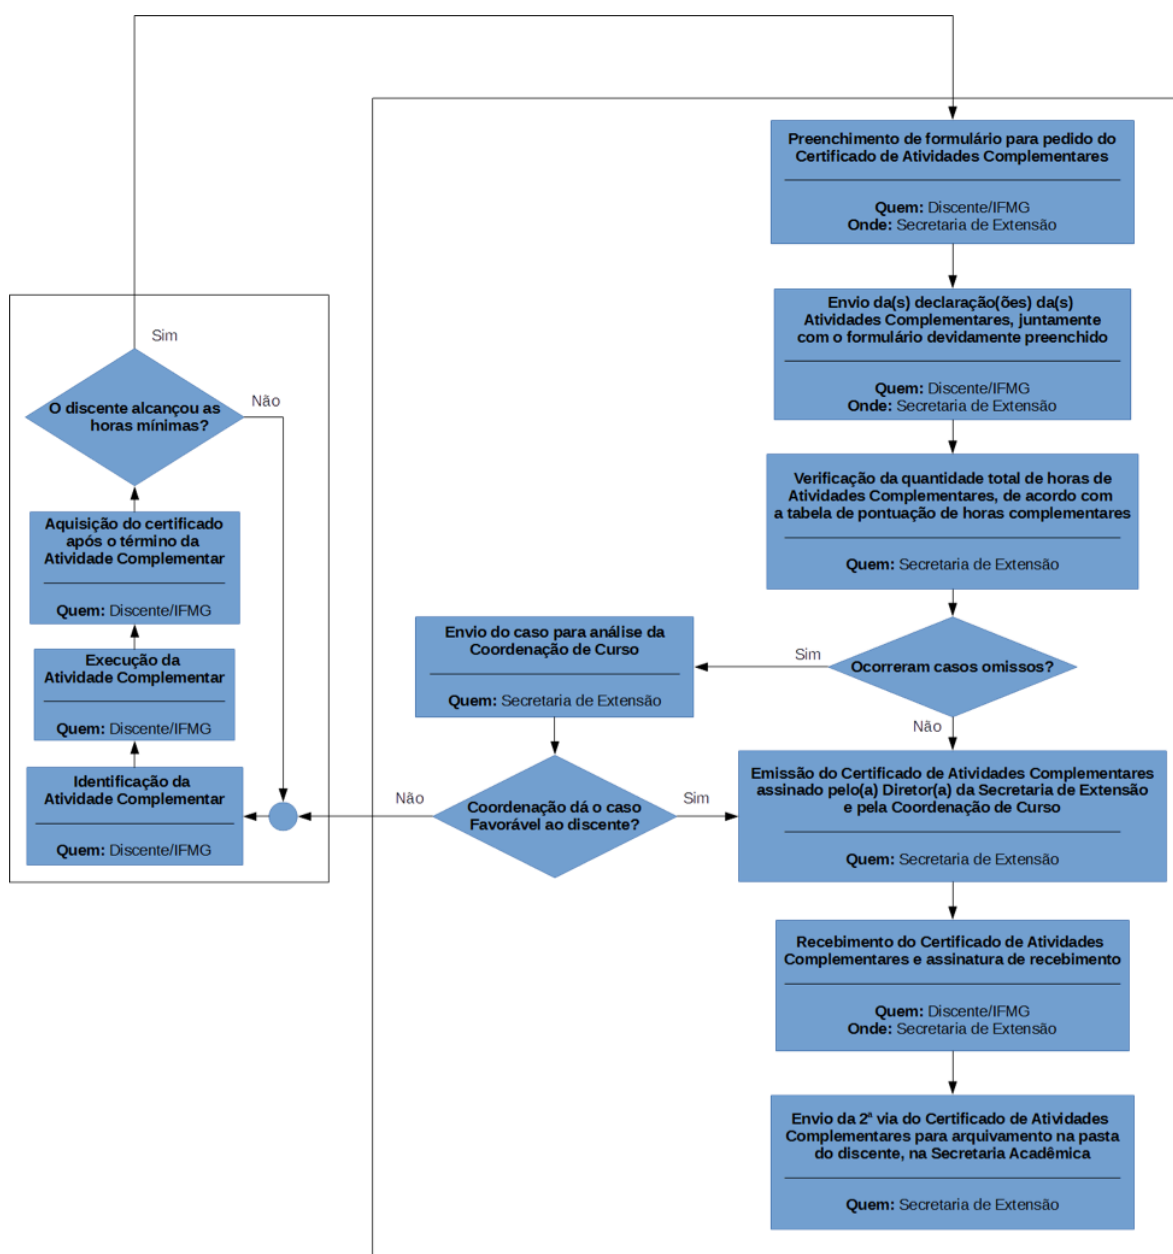 Preenchimento de formulário para pedido do
Certificado de Atividades Complementares
Quem: Discente/IFMG
Onde: Secretaria de Extensão
Envio da(s) declaração(ões) da(s)
Atividades Complementares, juntamente
com o formulário devidamente preenchido
Quem: Discente/IFMG
Onde: Secretaria de Extensão
Sim
O discente alcançou as
horas mínimas?
Não
Verificação da quantidade total de horas de
Atividades Complementares, de acordo com
a tabela de pontuação de horas complementares
Quem: Secretaria de Extensão
Aquisição do certificado
após o término da
Atividade Complementar
Quem: Discente/IFMG
Execução da
Atividade Complementar
Quem: Discente/IFMG
Identificação da
Atividade Complementar
Quem: Discente/IFMG
Ocorreram casos omissos?
Sim
Não
Envio do caso para análise da
Coordenação de Curso
Quem: Secretaria de Extensão
Coordenação dá o caso
Favorável ao discente?
Não
Sim
Emissão do Certificado de Atividades Complementares
assinado pelo(a) Diretor(a) da Secretaria de Extensão
e pela Coordenação de Curso
Quem: Secretaria de Extensão
Recebimento do Certificado de Atividades
Complementares e assinatura de recebimento
Quem: Discente/IFMG
Onde: Secretaria de Extensão
Envio da 2ª via do Certificado de Atividades
Complementares para arquivamento na pasta
do discente, na Secretaria Acadêmica
Quem: Secretaria de Extensão